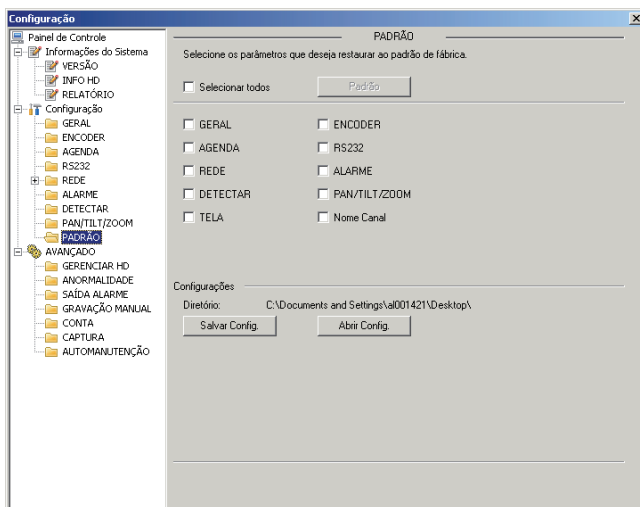 Configuração
Painel de Controle
Informações do Sistema
VERSÃO
INFO HD
RELATÓRIO
Configuração
GERAL
ENCODER
AGENDA
RS232
REDE
ALARME
DETECTAR
PAN/TILT/ZOOM
PADRÃO
AVANÇADO
GERENCIAR HD
ANORMALIDADE
SAÍDA ALARME
GRAVAÇÃO MANUAL
CONTA
CAPTURA
AUTOMANUTENÇÃO
PADRÃO
Selecione os parâmetros que deseja restaurar ao padrão de fábrica.
Selecionar todos Padrão
GERAL ENCODER
AGENDA RS232
REDE ALARME
DETECTAR PAN/TILT/ZOOM
TELA Nome Canal
Configurações
Diretório: C:\Documents and Settings\al001421\Desktop\
Salvar Config. Abrir Config.